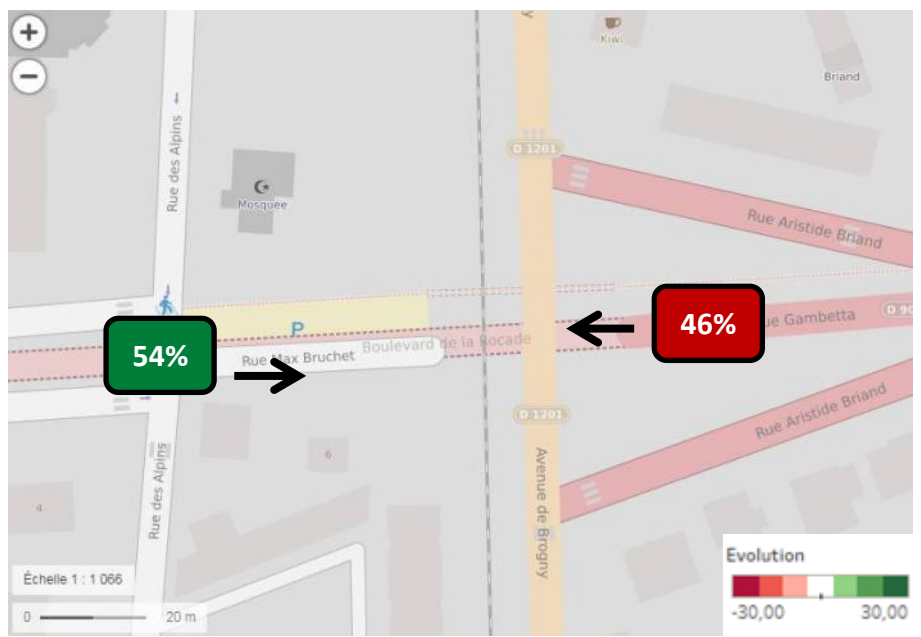 +
−
Rue des Alpins
Mosquée
Kiwi
Briand
D 1201
Rue Aristide Briand
P
54%
Rue Max Bruchet
Boulevard de la Rocade
46%
ue Gambetta
D 90
D 1201
Rue Aristide Briand
Rue des Alpins
6
4
Avenue de Brogny
Échelle 1 : 1 066
0
20 m
Evolution
-30,00
30,00